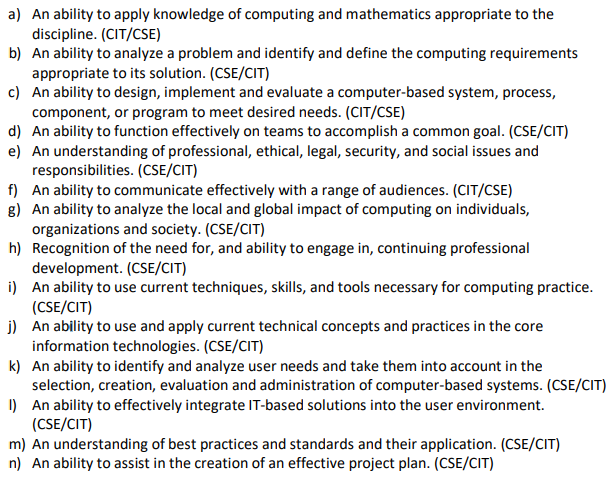 a) An ability to apply knowledge of computing and mathematics appropriate to the
discipline. (CIT/CSE)
b) An ability to analyze a problem and identify and define the computing requirements
appropriate to its solution. (CSE/CIT)
c) An ability to design, implement and evaluate a computer-based system, process,
component, or program to meet desired needs. (CIT/CSE)
d) An ability to function effectively on teams to accomplish a common goal. (CSE/CIT)
e) An understanding of professional, ethical, legal, security, and social issues and
responsibilities. (CSE/CIT)
f) An ability to communicate effectively with a range of audiences. (CIT/CSE)
g) An ability to analyze the local and global impact of computing on individuals,
organizations and society. (CSE/CIT)
h) Recognition of the need for, and ability to engage in, continuing professional
development. (CSE/CIT)
i) An ability to use current techniques, skills, and tools necessary for computing practice.
(CSE/CIT)
j) An ability to use and apply current technical concepts and practices in the core
information technologies. (CSE/CIT)
k) An ability to identify and analyze user needs and take them into account in the
selection, creation, evaluation and administration of computer-based systems. (CSE/CIT)
l) An ability to effectively integrate IT-based solutions into the user environment.
(CSE/CIT)
m) An understanding of best practices and standards and their application. (CSE/CIT)
n) An ability to assist in the creation of an effective project plan. (CSE/CIT)